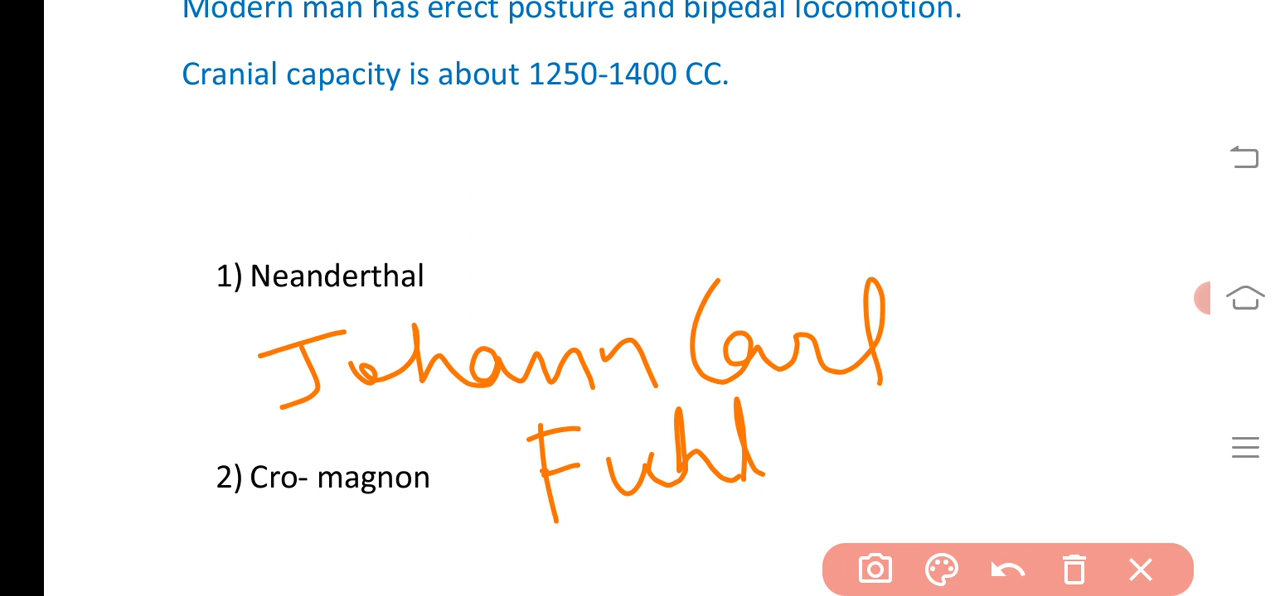 Modern man has erect posture and bipedal locomotion.
Cranial capacity is about 1250-1400 CC.
1) Neanderthal
Johann Carl
Fuhl
2) Cro- magnon